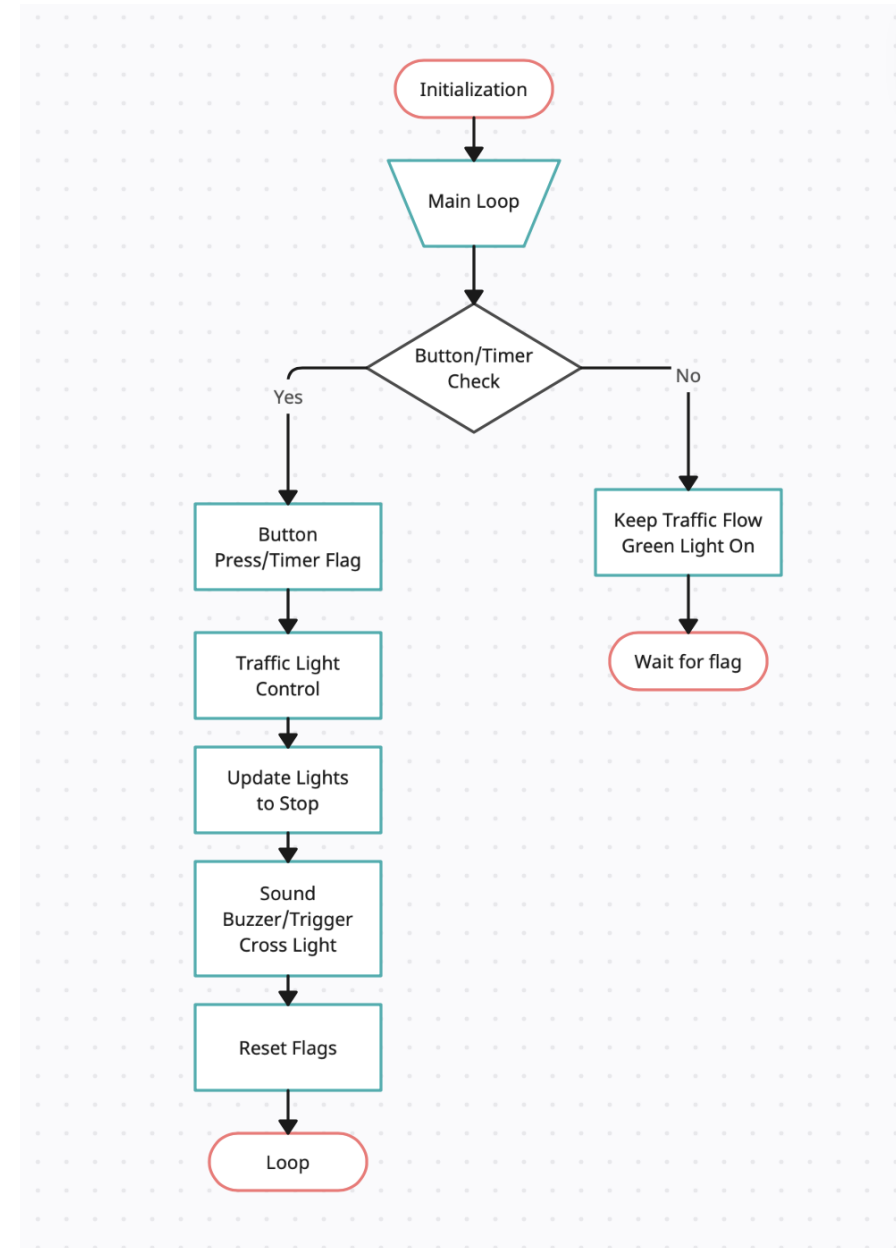 Initialization
Main Loop
Button/Timer
Check
Yes
No
Button
Press/Timer Flag
Keep Traffic Flow
Green Light On
Traffic Light
Control
Wait for flag
Update Lights
to Stop
Sound
Buzzer/Trigger
Cross Light
Reset Flags
Loop